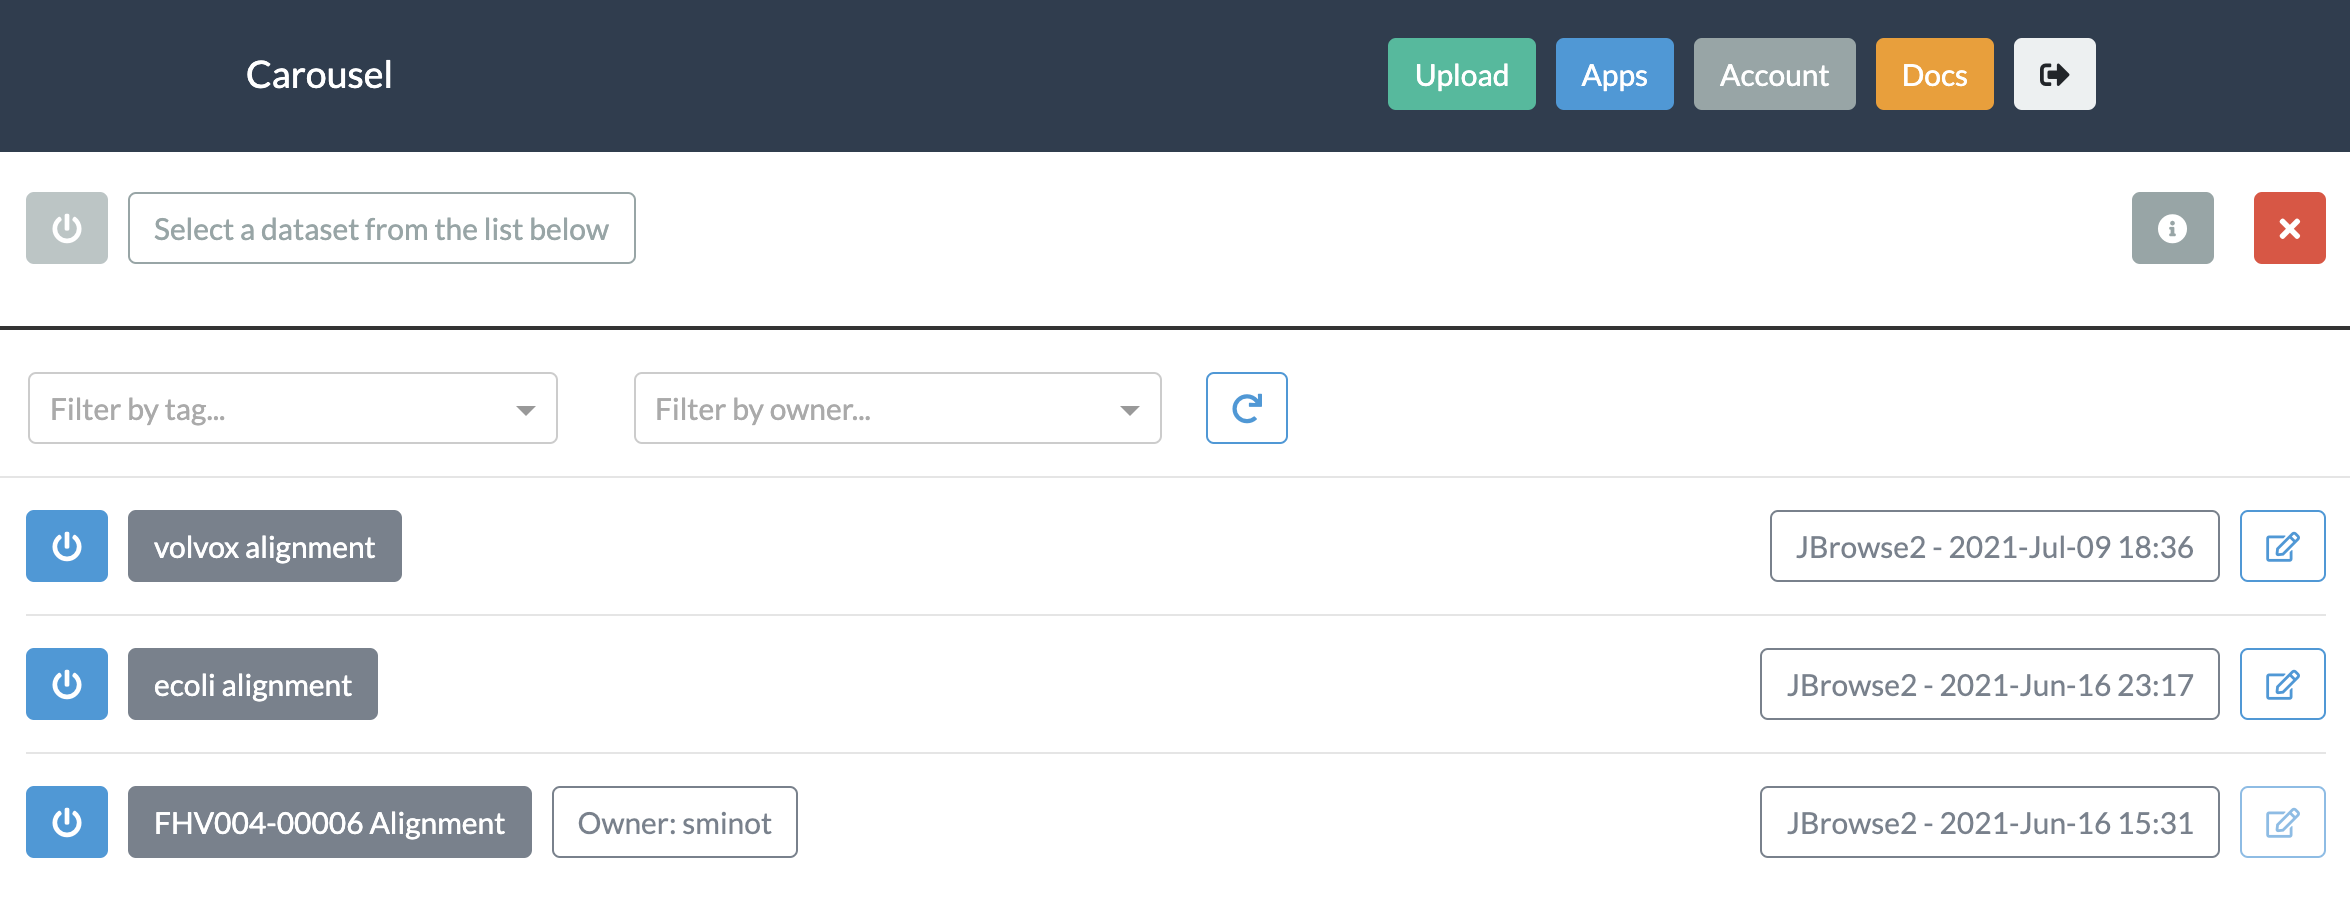 Carousel
Upload
Apps
Account
Docs
Select a dataset from the list below
Filter by tag...
Filter by owner...
volvox alignment
JBrowse2 - 2021-Jul-09 18:36
ecoli alignment
JBrowse2 - 2021-Jun-16 23:17
FHV004-00006 Alignment
Owner: sminot
JBrowse2 - 2021-Jun-16 15:31